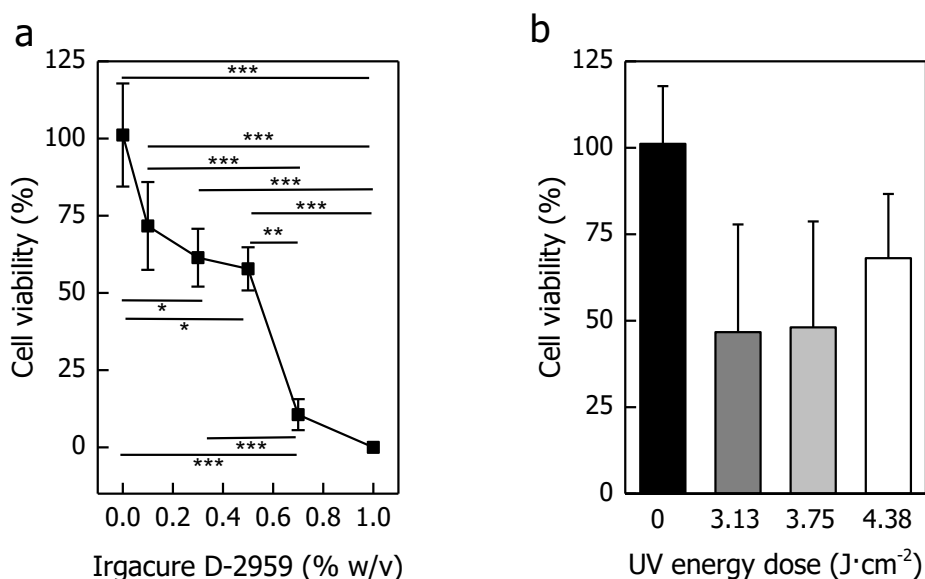 a
Cell viability (%)
125
100
75
50
25
0
***
***
***
***
***
**
*
*
***
***
0.0 0.2 0.4 0.6 0.8 1.0
Irgacure D-2959 (% w/v)
b
Cell viability (%)
125
100
75
50
25
0
0 3.13 3.75 4.38
UV energy dose (J·cm-2)